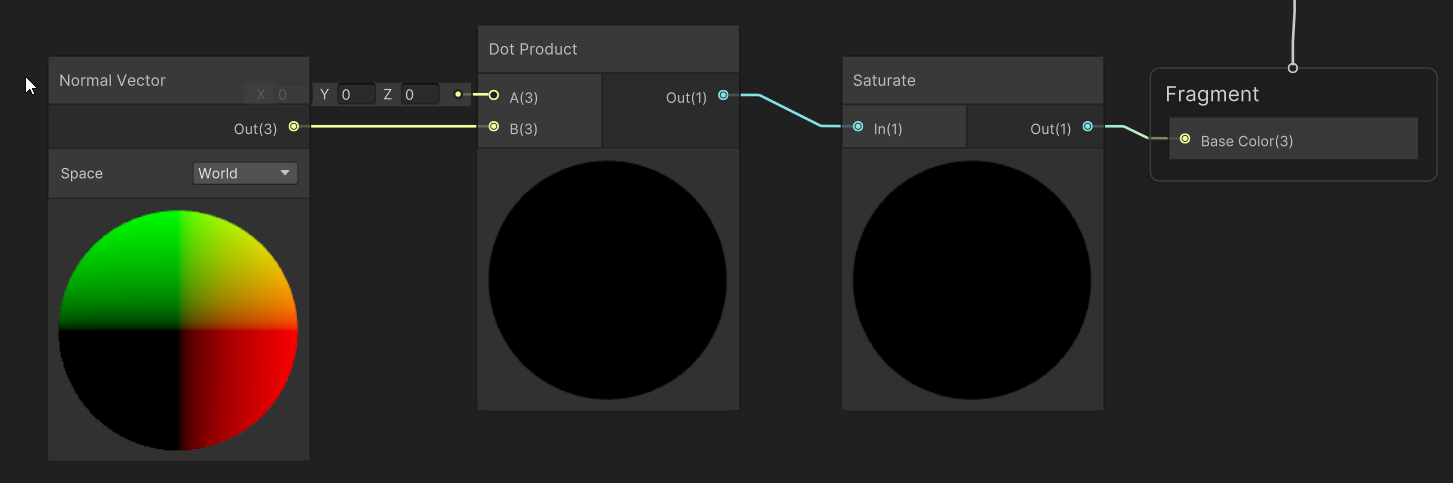 Normal Vector
X 0 Y 0 Z 0
Out(3)
Space World
Dot Product
A(3) Out(1)
B(3)
Saturate
In(1) Out(1)
Fragment
Base Color(3)